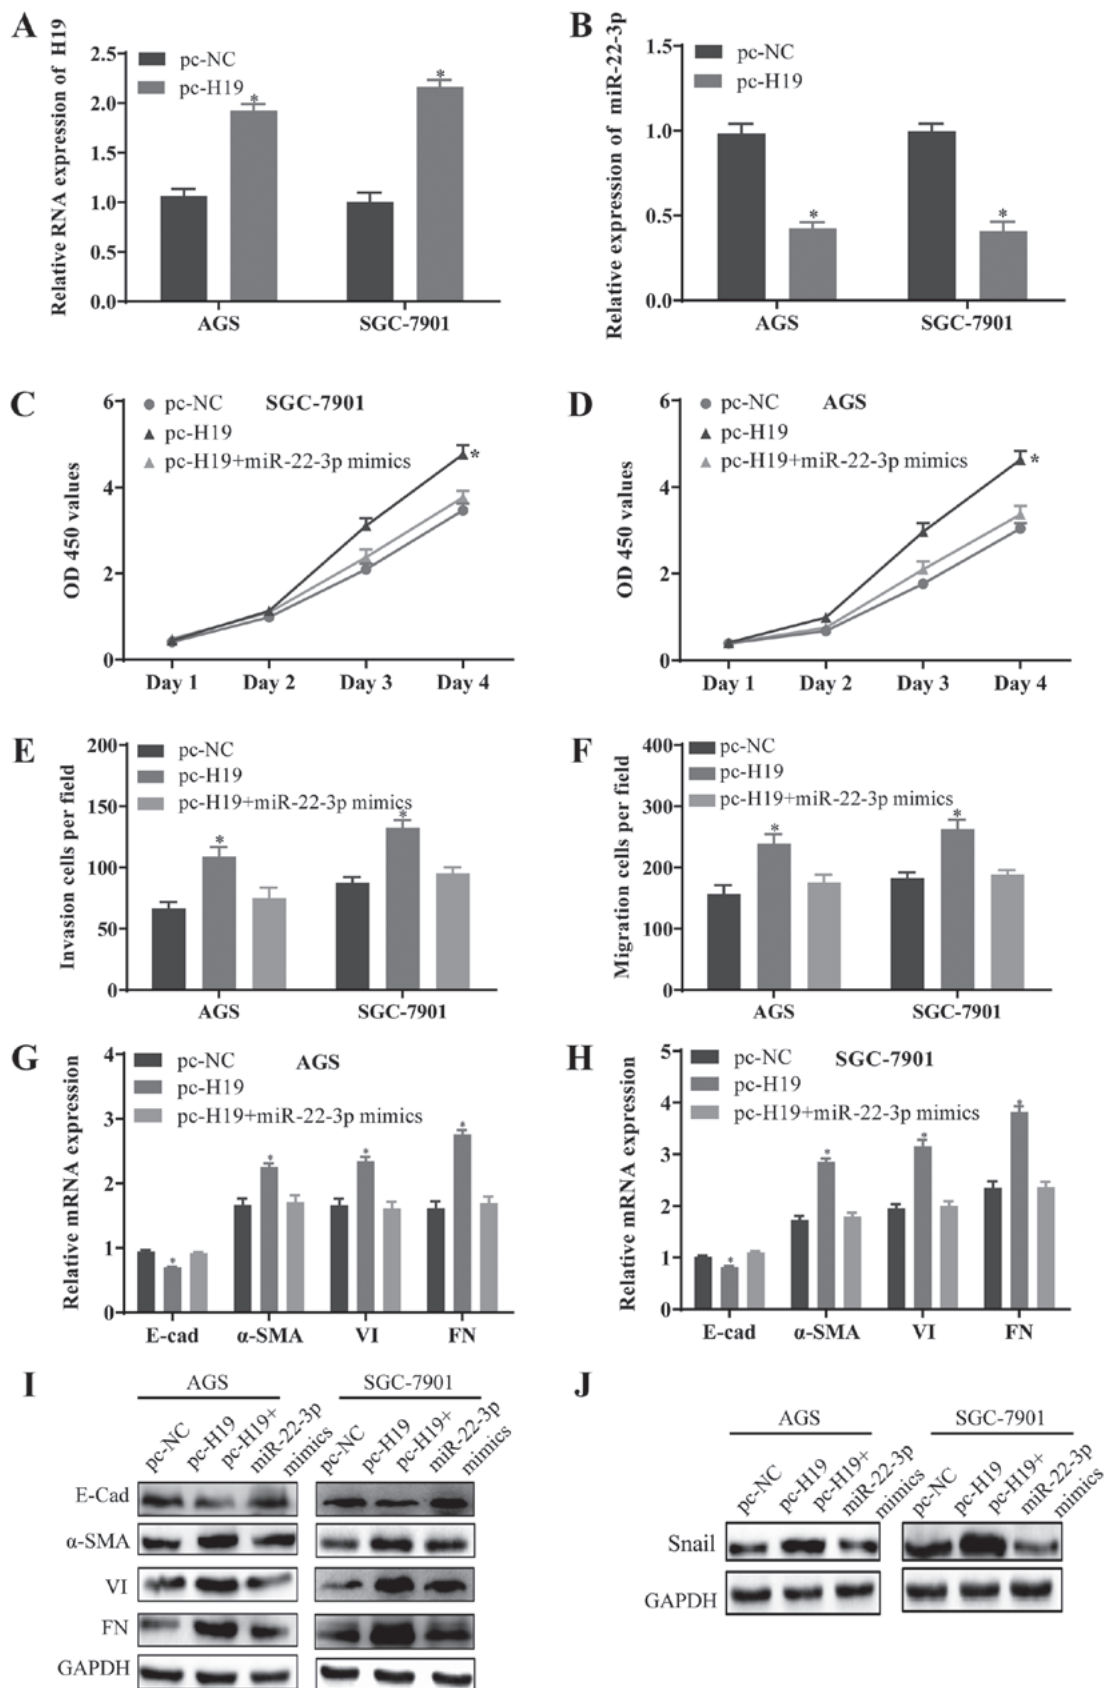 A
Relative RNA expression of H19
2.5
2.0
1.5
1.0
0.5
0.0
pc-NC
pc-H19
*
*
AGS
SGC-7901
B
Relative expression of miR-22-3p
1.5
1.0
0.5
0.0
pc-NC
pc-H19
*
*
AGS
SGC-7901
C
SGC-7901
OD 450 values
6
4
2
0
pc-NC
pc-H19
pc-H19+miR-22-3p mimics
*
Day 1
Day 2
Day 3
Day 4
D
AGS
OD 450 values
6
4
2
0
pc-NC
pc-H19
pc-H19+miR-22-3p mimics
*
Day 1
Day 2
Day 3
Day 4
E
Invasion cells per field
200
150
100
50
0
pc-NC
pc-H19
pc-H19+miR-22-3p mimics
*
*
AGS
SGC-7901
F
Migration cells per field
400
300
200
100
0
pc-NC
pc-H19
pc-H19+miR-22-3p mimics
*
*
AGS
SGC-7901
G
AGS
Relative mRNA expression
4
3
2
1
0
pc-NC
pc-H19
pc-H19+miR-22-3p mimics
*
*
*
*
E-cad
α-SMA
VI
FN
H
SGC-7901
Relative mRNA expression
5
4
3
2
1
0
pc-NC
pc-H19
pc-H19+miR-22-3p mimics
*
*
*
*
E-cad
α-SMA
VI
FN
I
AGS
pc-NC
pc-H19
pc-H19+
miR-22-3p
mimics
SGC-7901
pc-NC
pc-H19
pc-H19+
miR-22-3p
mimics
E-Cad
α-SMA
VI
FN
GAPDH
J
AGS
pc-NC
pc-H19
pc-H19+
miR-22-3p
mimics
SGC-7901
pc-NC
pc-H19
pc-H19+
miR-22-3p
mimics
Snail
GAPDH